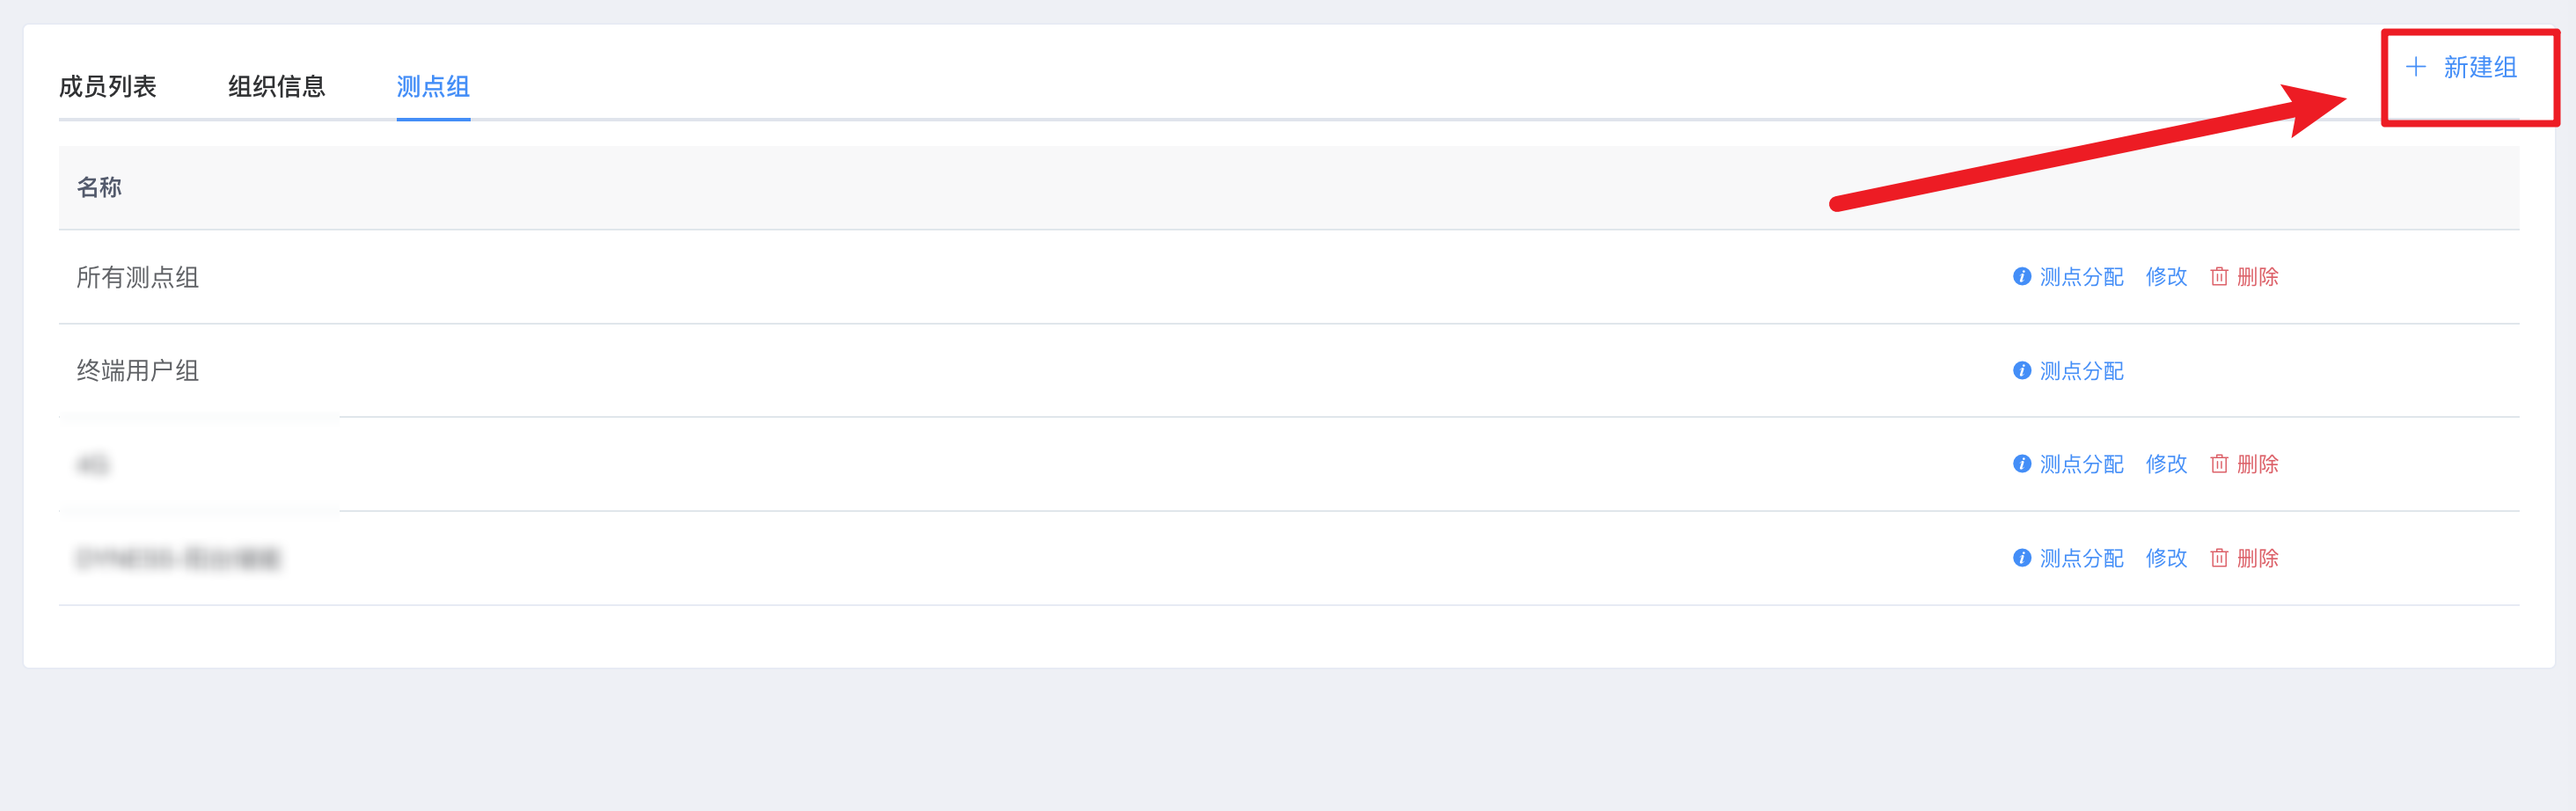 成员列表 组织信息 测点组 + 新建组
名称
所有测点组 测点分配 修改 删除
终端用户组 测点分配
测点分配 修改 删除
测点分配 修改 删除